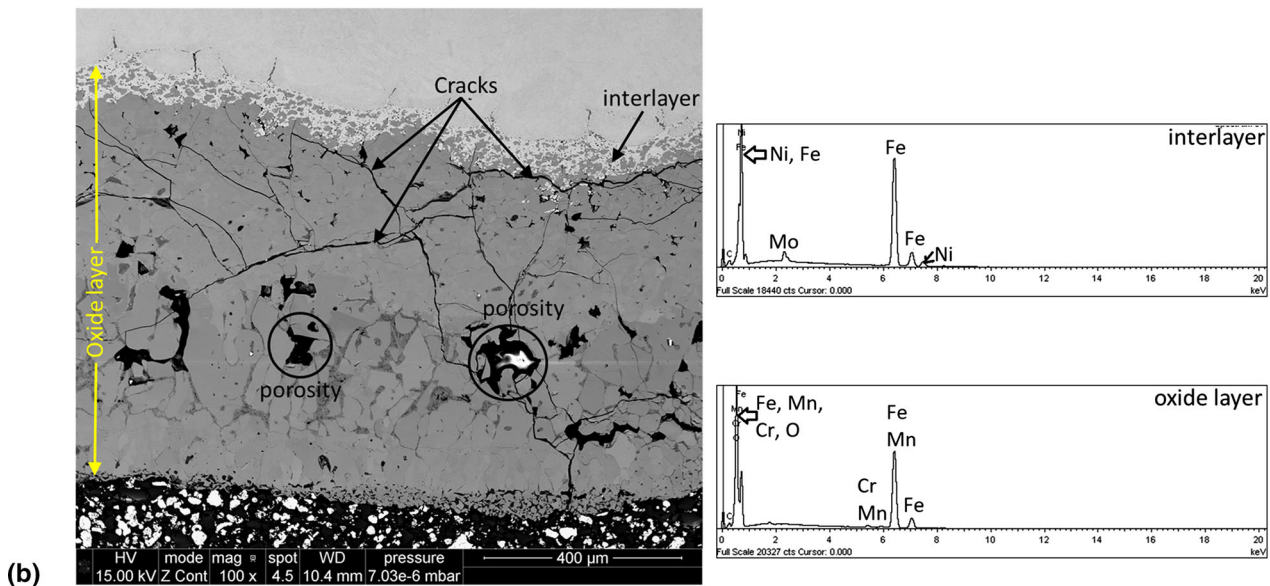 Cracks
interlayer
Oxide layer
porosity
porosity
HV mode mag spot WD pressure 400 µm
15.00 kV Z Cont 100 x 4.5 10.4 mm 7.03e-6 mbar
(b)
interlayer
Ni
Fe
Ni, Fe
Fe
Mo
Fe
Ni
C
0 2 4 6 8 10 12 14 16 18 20
Full Scale 18440 cts Cursor: 0.000 keV
oxide layer
Fe
Mn
Fe, Mn,
Cr, O
O
Fe
Mn
Cr
Mn
Fe
C
0 2 4 6 8 10 12 14 16 18 20
Full Scale 20327 cts Cursor: 0.000 keV